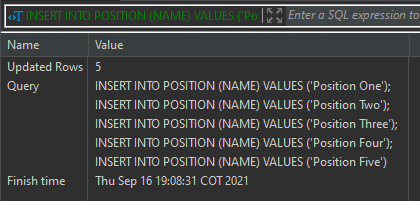 INSERT INTO POSITION (NAME) VALUES ('Po
Enter a SQL expression to
Name Value
Updated Rows 5
Query INSERT INTO POSITION (NAME) VALUES ('Position One');
INSERT INTO POSITION (NAME) VALUES ('Position Two');
INSERT INTO POSITION (NAME) VALUES ('Position Three');
INSERT INTO POSITION (NAME) VALUES ('Position Four');
INSERT INTO POSITION (NAME) VALUES ('Position Five')
Finish time Thu Sep 16 19:08:31 COT 2021